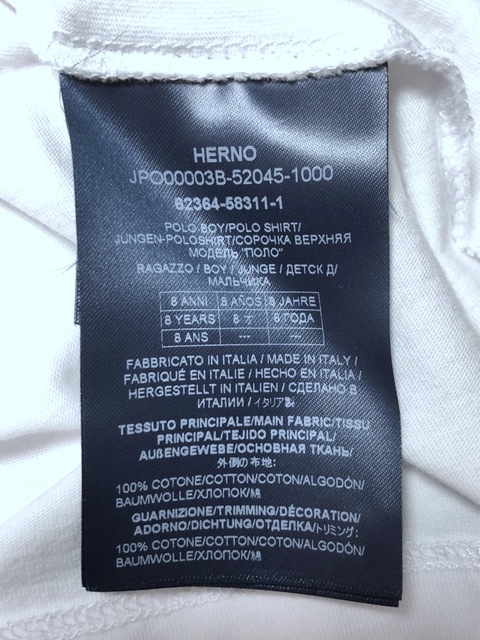 HERNO
JPO00003B-52045-1000
62364-58311-1
POLO BOY/POLO SHIRT/
JUNGEN-POLOSHIRT/СОРОЧКА ВЕРХНЯЯ
МОДЕЛЬ "ПОЛО"
RAGAZZO / BOY / JUNGE / ДЕТСК Д/
МАЛЬЧИКА
8 ANNI 8 AÑOS 8 JAHRE
8 YEARS 8 才 8 ГОДА
8 ANS --- ---
FABBRICATO IN ITALIA / MADE IN ITALY /
FABRIQUÉ EN ITALIE / HECHO EN ITALIA /
HERGESTELLT IN ITALIEN / СДЕЛАНО В
ИТАЛИИ / イタリア製
TESSUTO PRINCIPALE/MAIN FABRIC/TISSU
PRINCIPAL/TEJIDO PRINCIPAL/
AUßENGEWEBE/ОСНОВНАЯ ТКАНЬ/
外側の布地:
100% COTONE/COTTON/COTON/ALGODÓN/
BAUMWOLLE/ХЛОПОК/綿
GUARNIZIONE/TRIMMING/DÉCORATION/
ADORNO/DICHTUNG/ОТДЕЛКА/トリミング:
100% COTONE/COTTON/COTON/ALGODÓN/
BAUMWOLLE/ХЛОПОК/綿